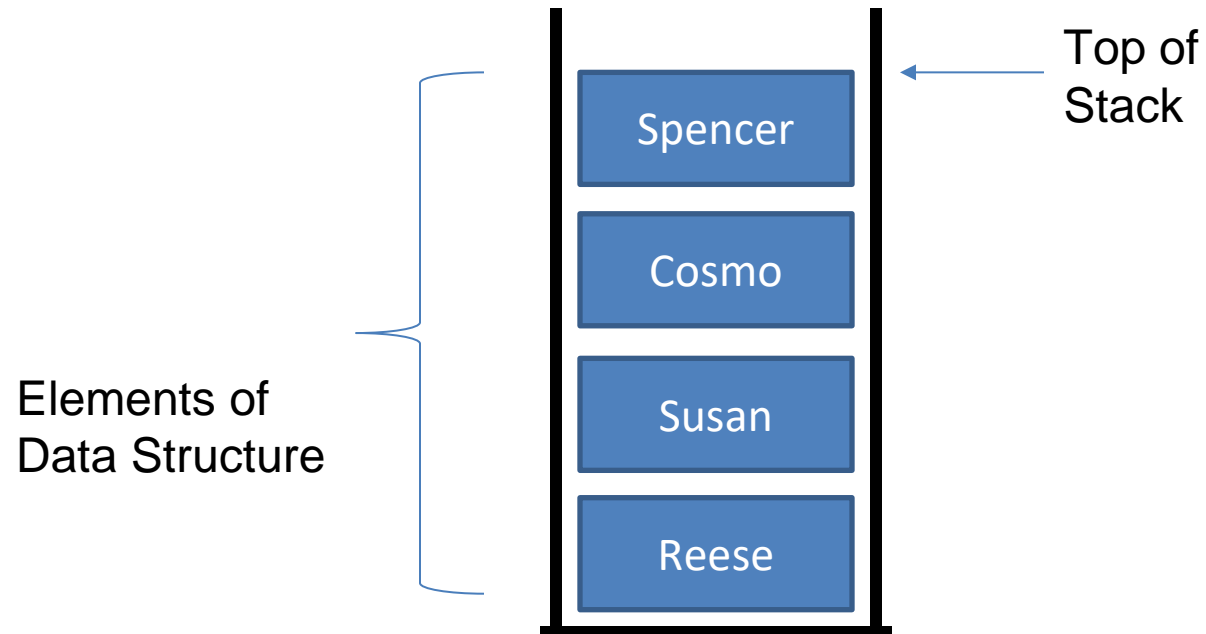 Top of
Stack
Spencer
Cosmo
Susan
Reese
Elements of
Data Structure